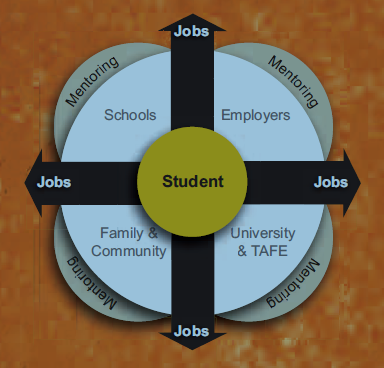 Jobs
Mentoring
Mentoring
Schools
Employers
Jobs
Student
Jobs
Family &
Community
University
& TAFE
Mentoring
Mentoring
Jobs